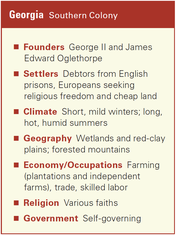 Georgia Southern Colony
Founders George II and James
Edward Oglethorpe
Settlers Debtors from English
prisons, Europeans seeking
religious freedom and cheap land
Climate Short, mild winters; long,
hot, humid summers
Geography Wetlands and red-clay
plains; forested mountains
Economy/Occupations Farming
(plantations and independent
farms), trade, skilled labor
Religion Various faiths
Government Self-governing